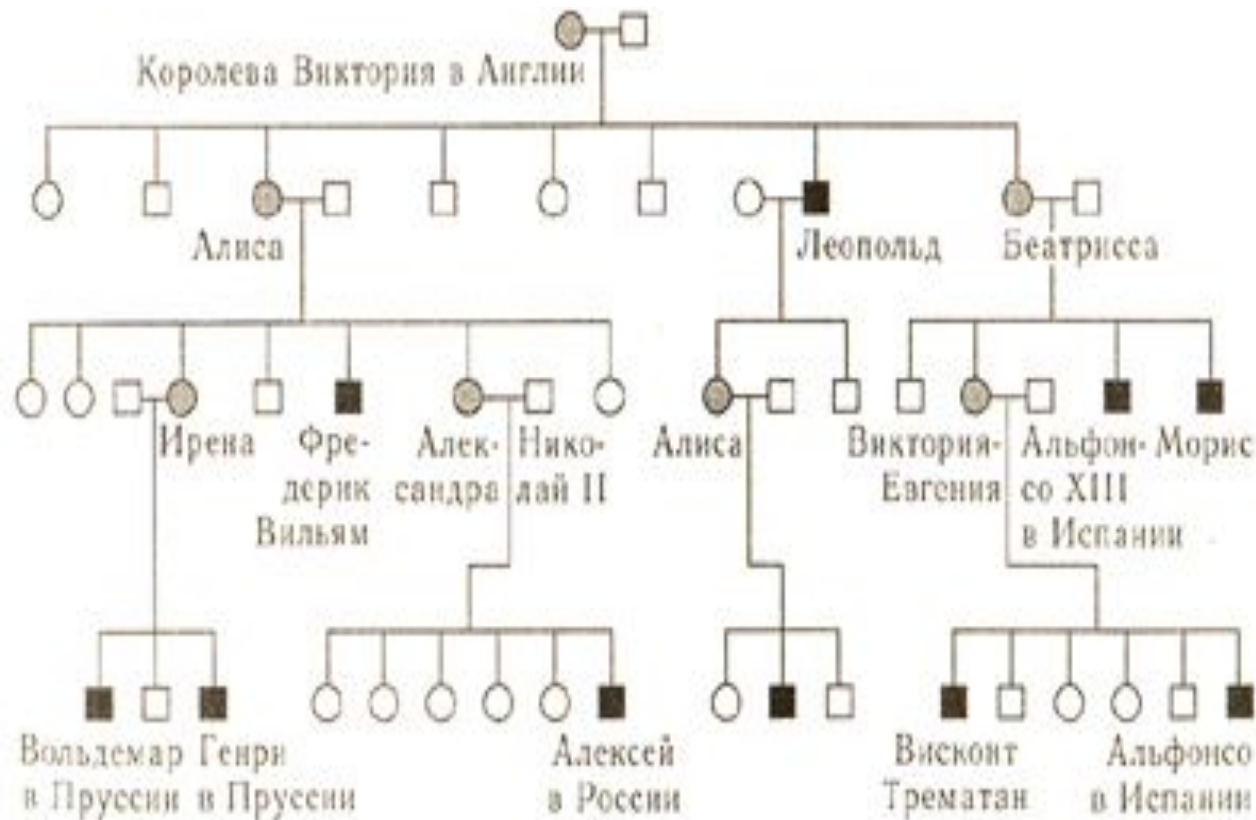 Королева Виктория в Англии
Алиса
Леопольд
Беатрисса
Ирена
Фре-
дерик
Вильям
Алек-
сандра
Нико-
лай II
Алиса
Виктория-
Евгения
Альфон-
со XIII
в Испании
Морис
Вольдемар
в Пруссии
Генри
в Пруссии
Алексей
в России
Висконт
Трематан
Альфонсо
в Испании